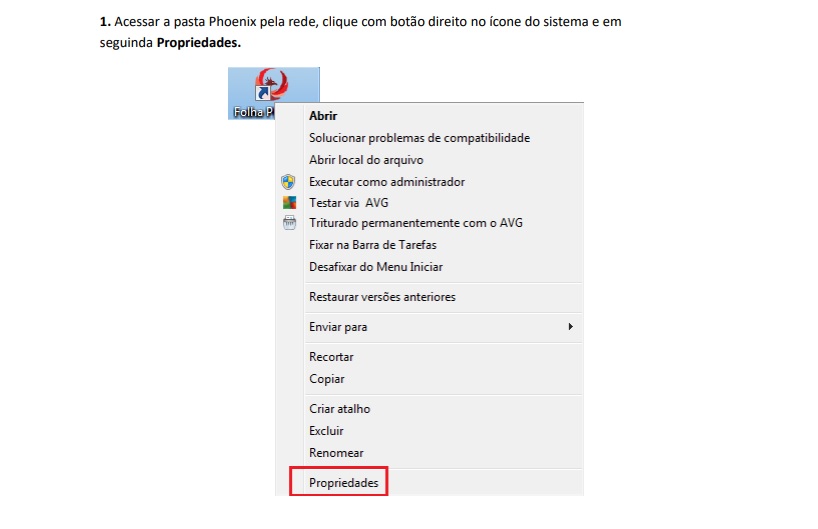 1. Acessar a pasta Phoenix pela rede, clique com botão direito no ícone do sistema e em
seguinda Propriedades.
Folha P
Abrir
Solucionar problemas de compatibilidade
Abrir local do arquivo
Executar como administrador
Testar via AVG
Triturado permanentemente com o AVG
Fixar na Barra de Tarefas
Desafixar do Menu Iniciar
Restaurar versões anteriores
Enviar para
Recortar
Copiar
Criar atalho
Excluir
Renomear
Propriedades